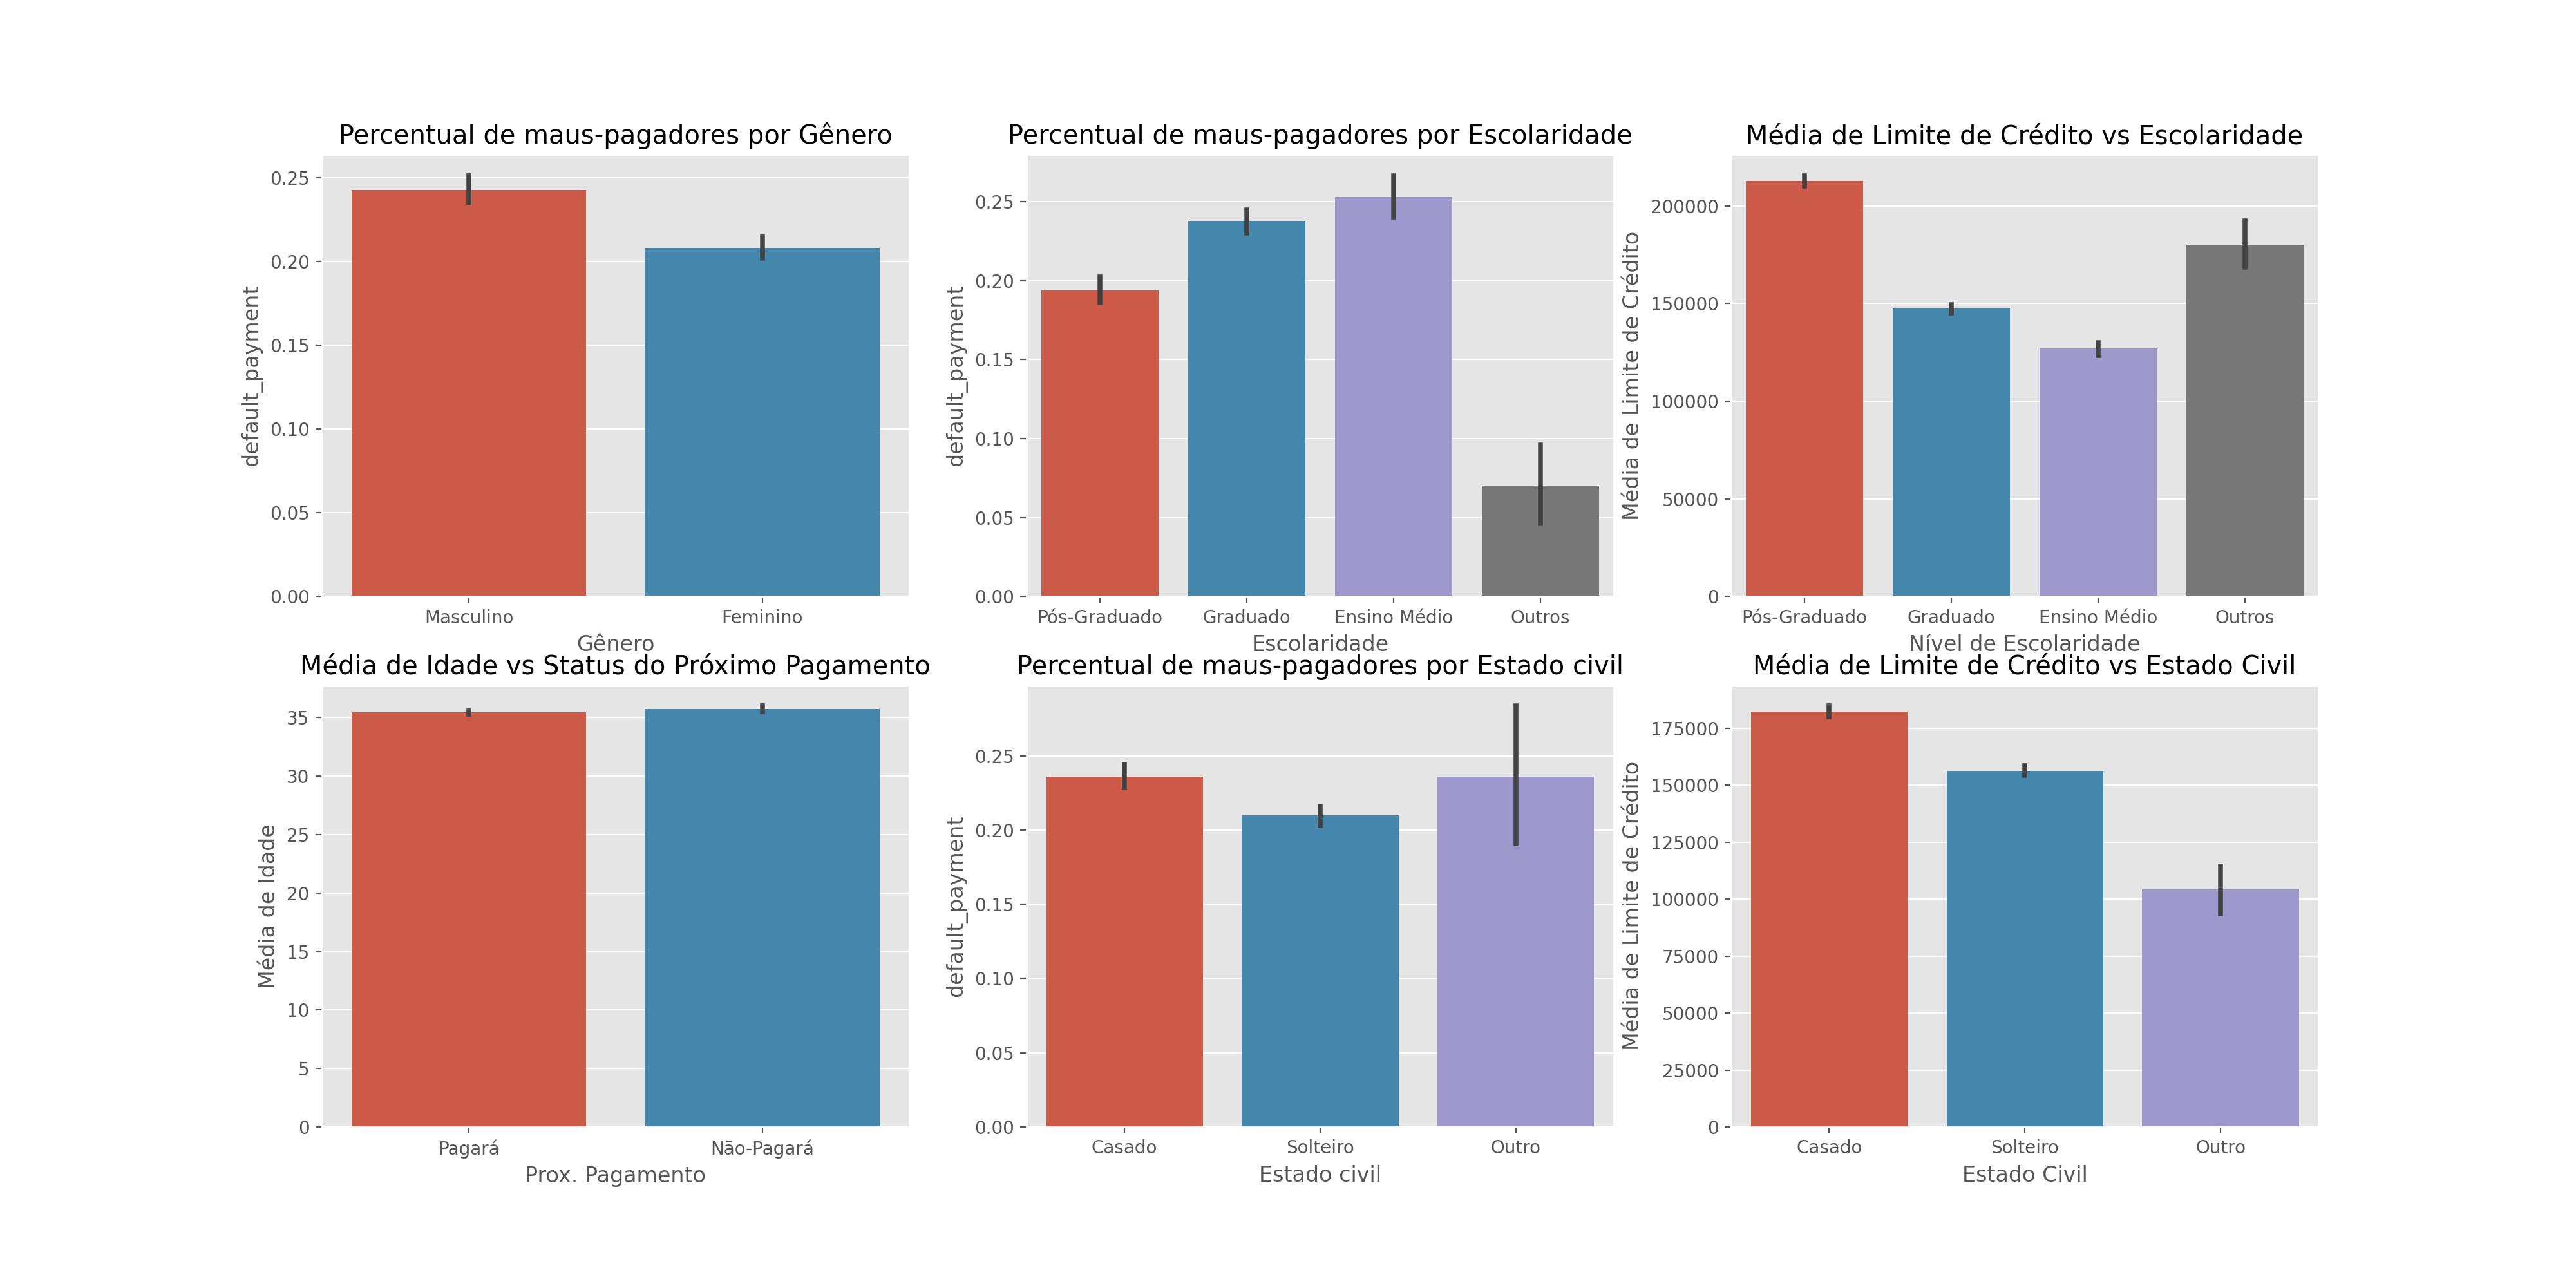 Percentual de maus-pagadores por Gênero
default_payment
0.25
0.20
0.15
0.10
0.05
0.00
Masculino Feminino
Gênero
Percentual de maus-pagadores por Escolaridade
default_payment
0.25
0.20
0.15
0.10
0.05
0.00
Pós-Graduado Graduado Ensino Médio Outros
Escolaridade
Média de Limite de Crédito vs Escolaridade
Média de Limite de Crédito
200000
150000
100000
50000
0
Pós-Graduado Graduado Ensino Médio Outros
Nível de Escolaridade
Média de Idade vs Status do Próximo Pagamento
Média de Idade
35
30
25
20
15
10
5
0
Pagará Não-Pagará
Prox. Pagamento
Percentual de maus-pagadores por Estado civil
default_payment
0.25
0.20
0.15
0.10
0.05
0.00
Casado Solteiro Outro
Estado civil
Média de Limite de Crédito vs Estado Civil
Média de Limite de Crédito
175000
150000
125000
100000
75000
50000
25000
0
Casado Solteiro Outro
Estado Civil